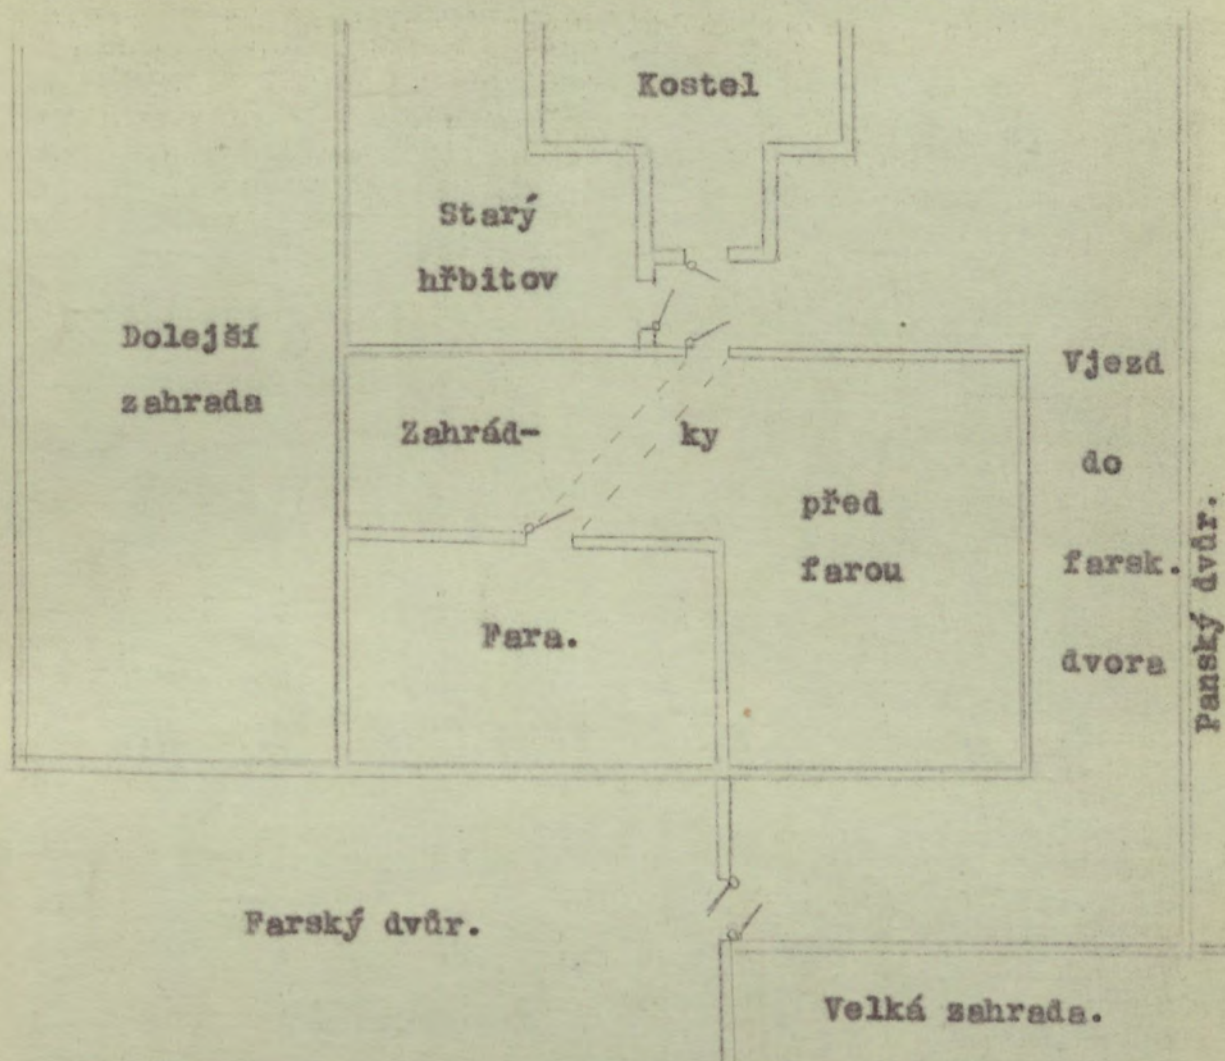 Kostel
Starý
hřbitov
Dolejší
zahrada
Zahrád- ky
před
farou
Vjezd
do
farsk.
dvora
Panský dvůr.
Fara.
Farský dvůr.
Velká zahrada.